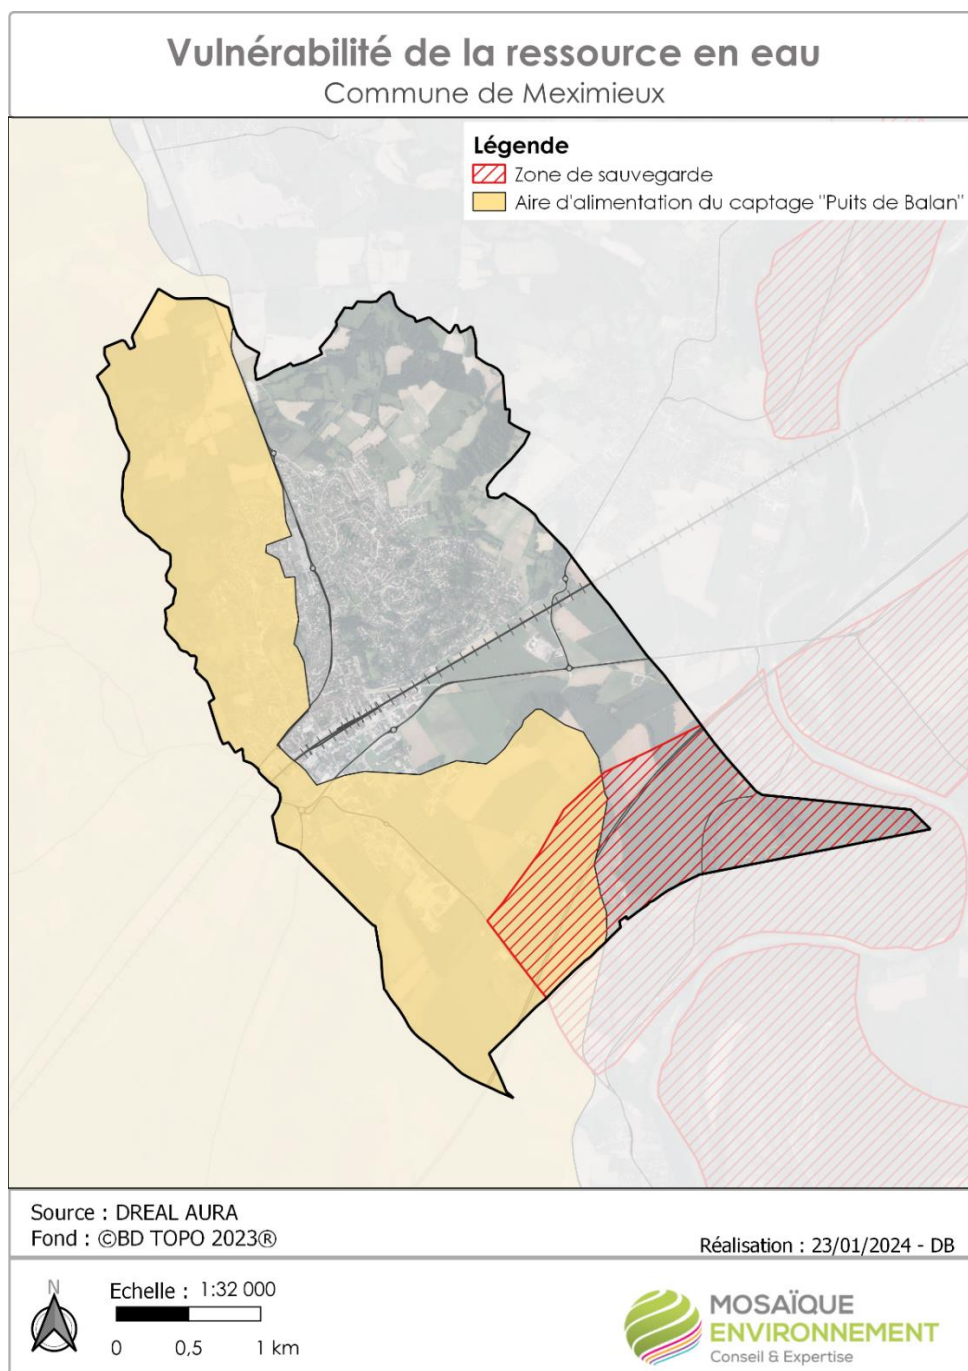 Vulnérabilité de la ressource en eau
Commune de Meximieux
Légende
Zone de sauvegarde
Aire d'alimentation du captage "Puits de Balan"
Source : DREAL AURA
Fond : ©BD TOPO 2023®
Réalisation : 23/01/2024 - DB
N
Echelle : 1:32 000
0 0,5 1 km
MOSAÏQUE
ENVIRONNEMENT
Conseil & Expertise